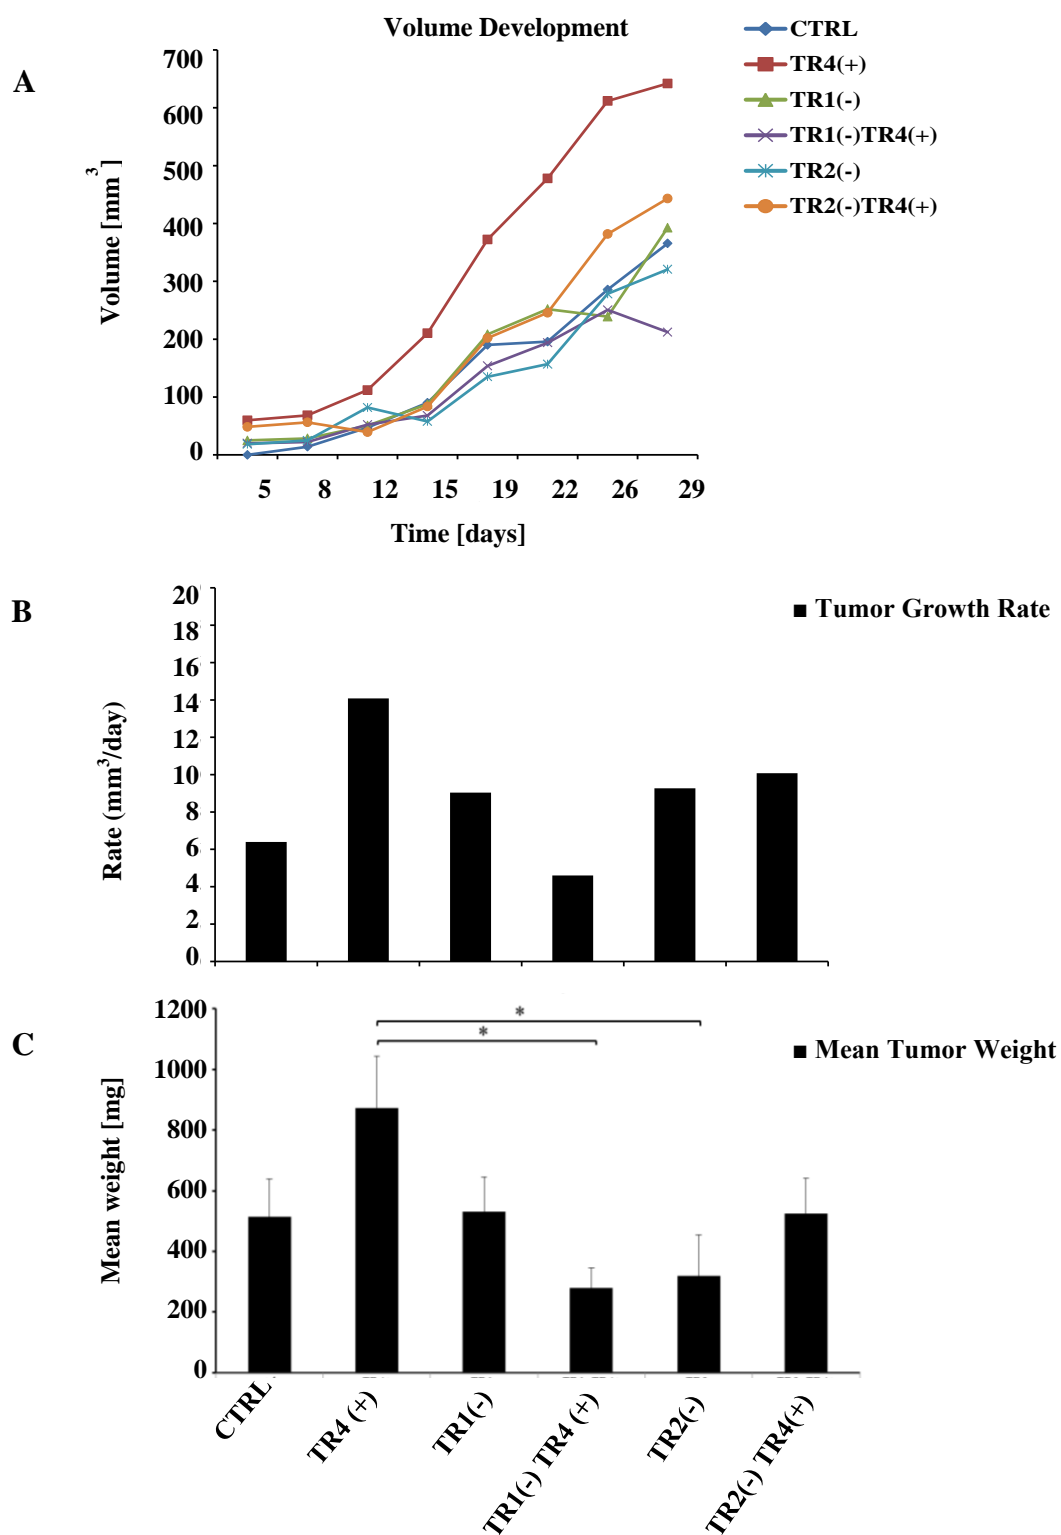 Volume Development
A
Volume [mm3]
700
600
500
400
300
200
100
0
5 8 12 15 19 22 26 29
Time [days]
CTRL
TR4(+)
TR1(-)
TR1(-)TR4(+)
TR2(-)
TR2(-)TR4(+)
B
Rate (mm3/day)
20
18
16
14
12
10
8
6
4
2
0
■ Tumor Growth Rate
C
Mean weight [mg]
1200
1000
800
600
400
200
0
*
*
■ Mean Tumor Weight
CTRL
TR4 (+)
TR1(-)
TR1(-) TR4 (+)
TR2(-)
TR2(-) TR4(+)